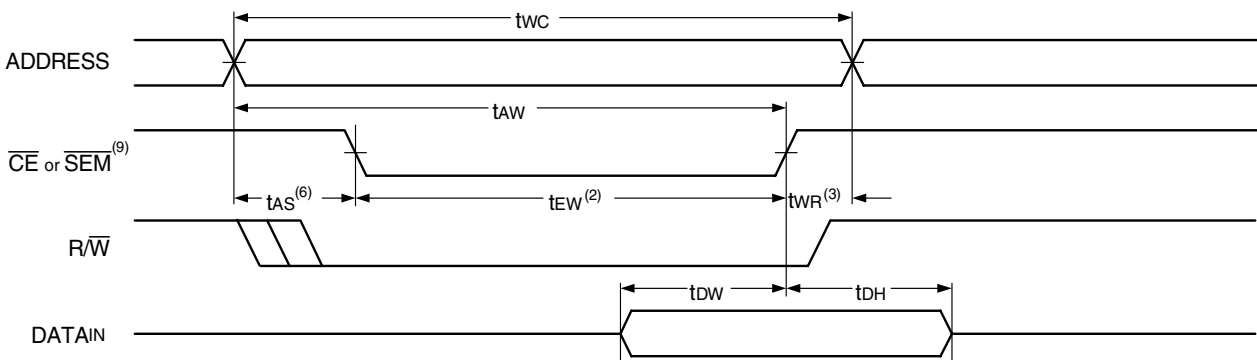 tWC
ADDRESS
tAW
CE or SEM(9)
tAS(6) tEW(2) tWR(3)
R/W
tDW tDH
DATAIN